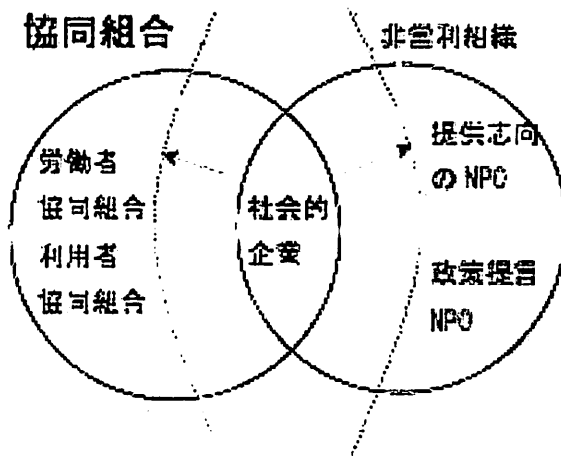 協同組合
非営利組織
労働者
協同組合
利用者
協同組合
社会的
企業
提供志向
の NPO
政策提言
NPO